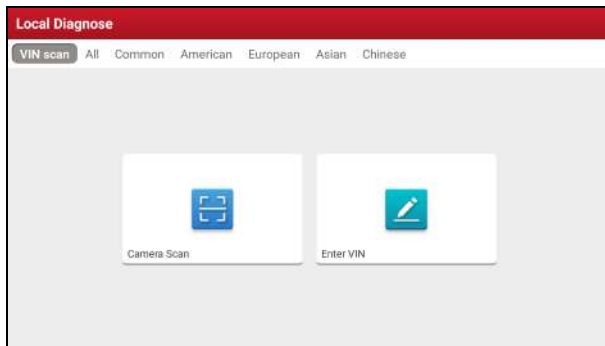 Local Diagnose
VIN scan All Common American European Asian Chinese
Camera Scan Enter VIN